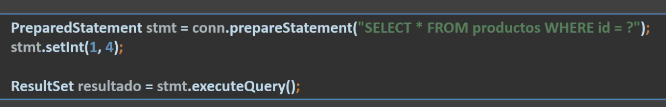 PreparedStatement stmt = conn.prepareStatement("SELECT * FROM productos WHERE id = ?");
stmt.setInt(1, 4);
ResultSet resultado = stmt.executeQuery();